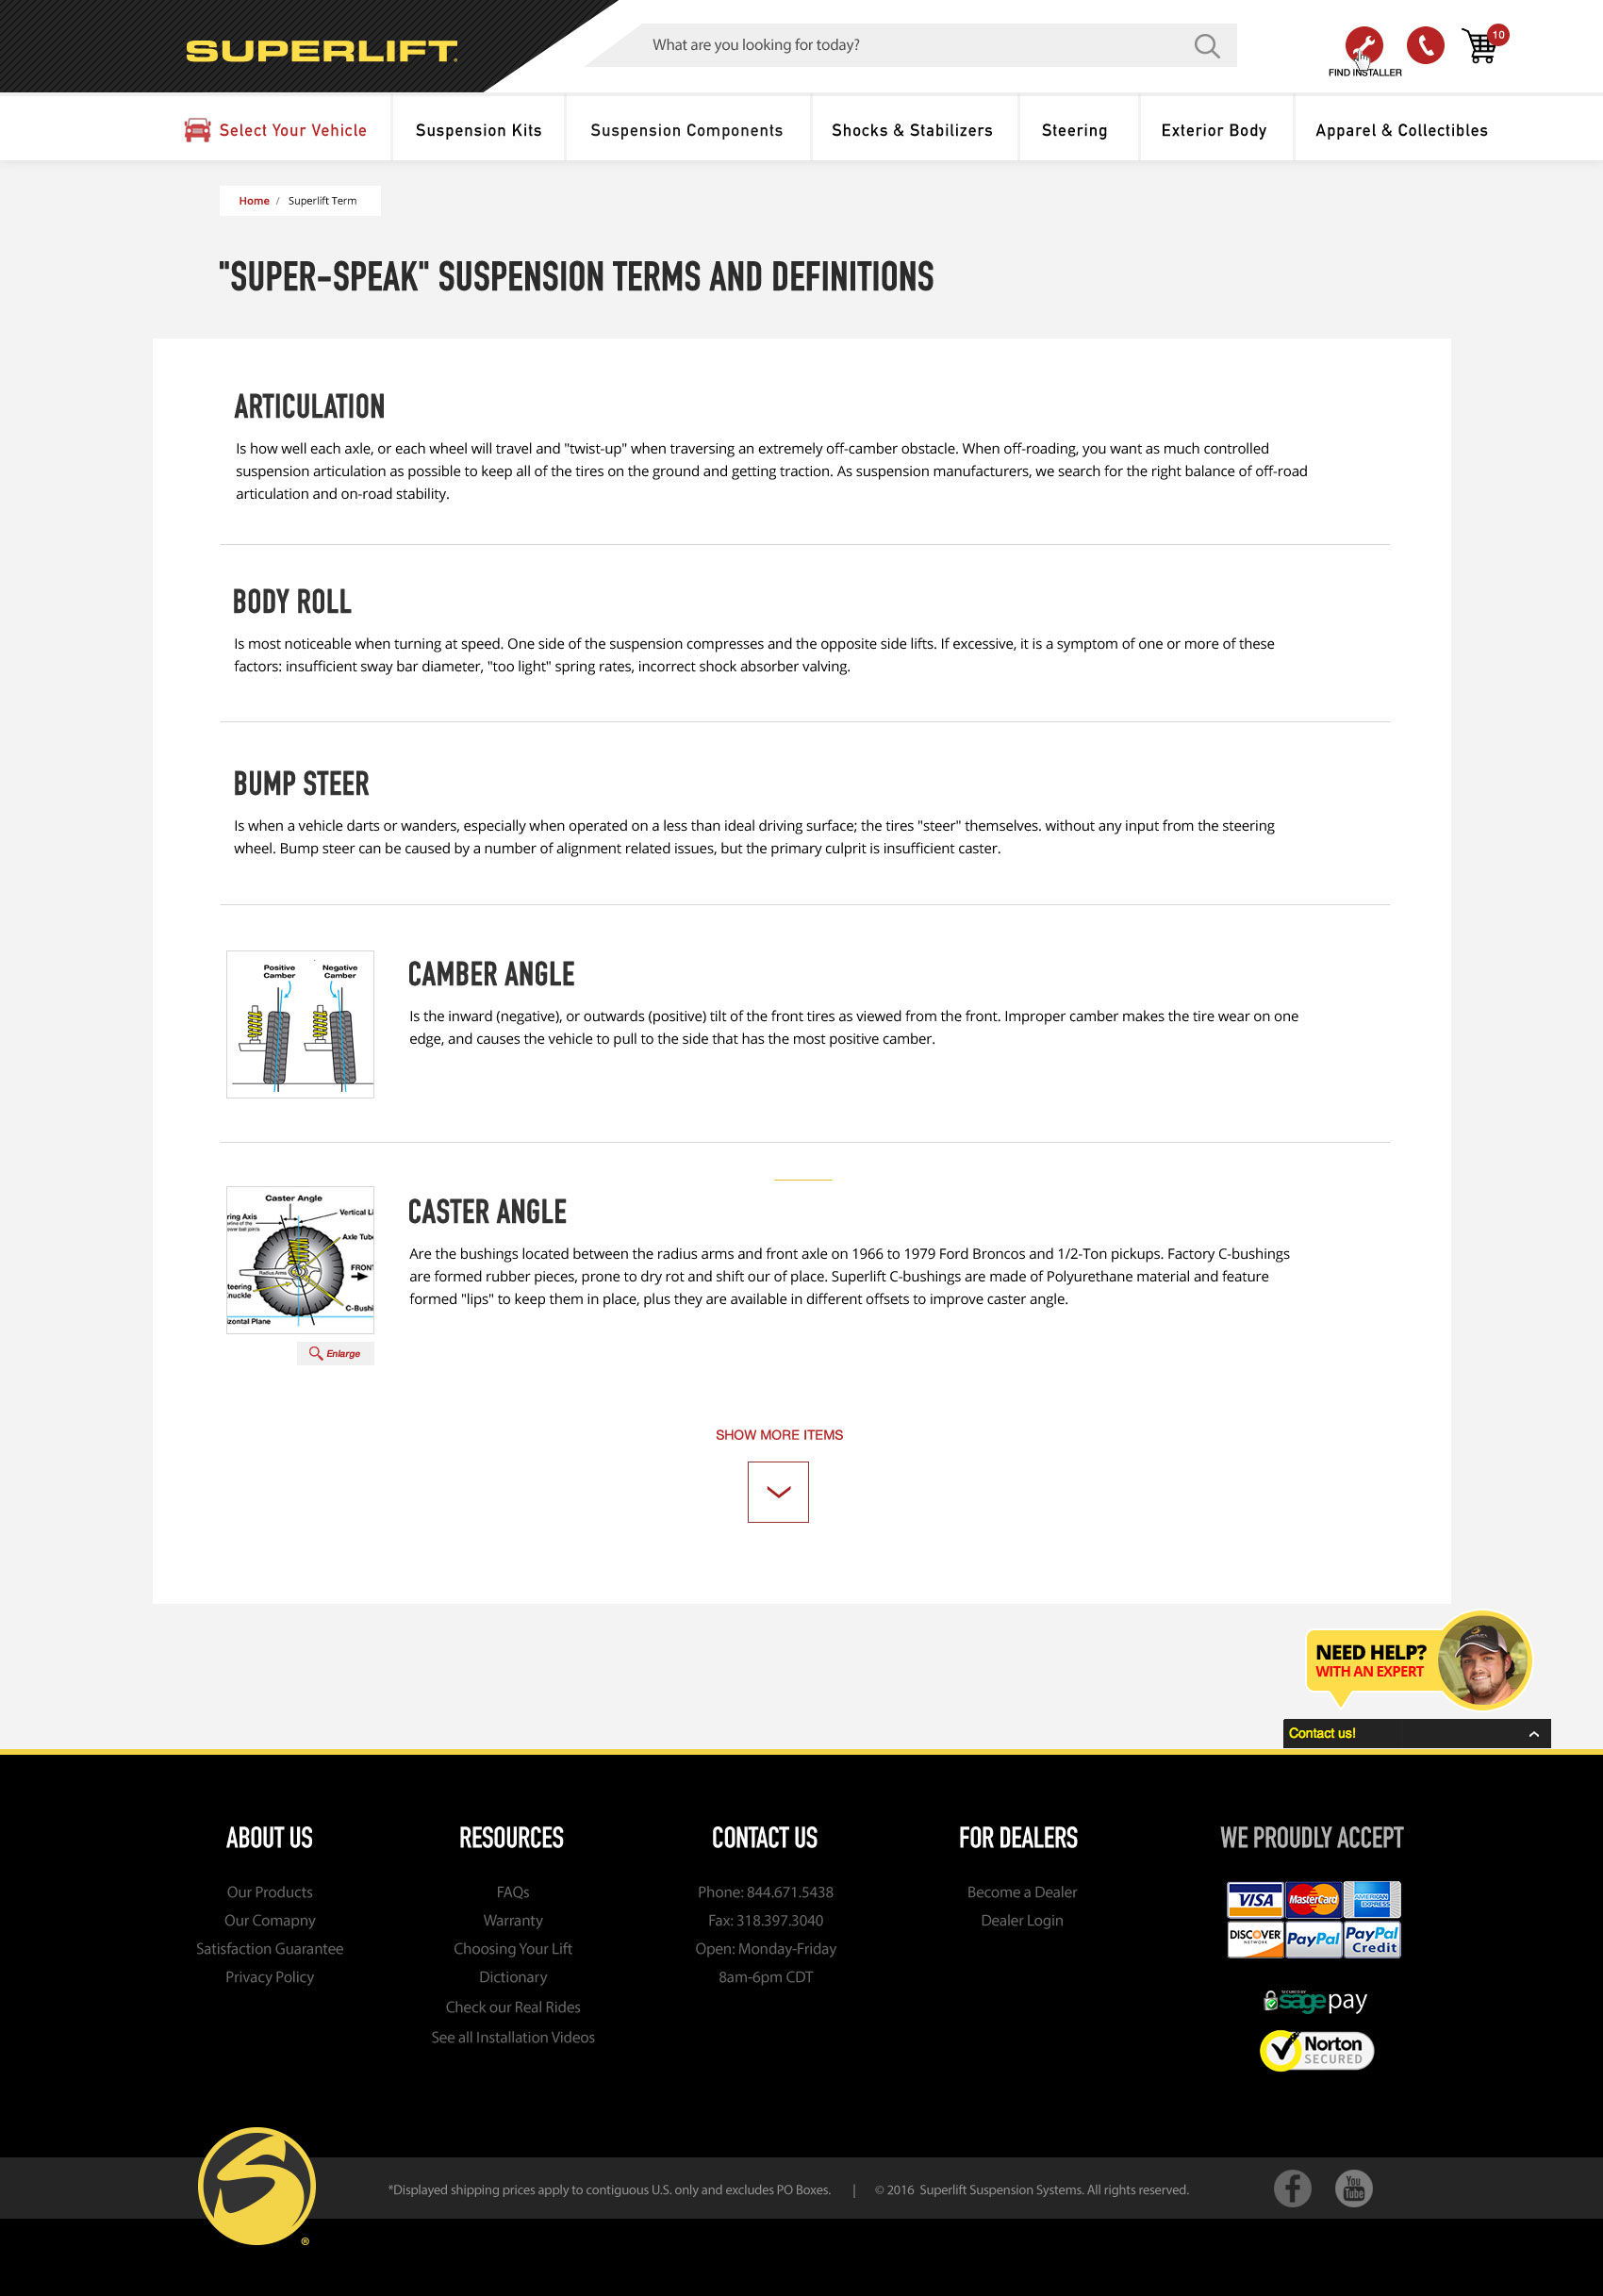 SUPERLIFT
What are you looking for today?
10
FIND INSTALLER
Select Your Vehicle
Suspension Kits
Suspension Components
Shocks & Stabilizers
Steering
Exterior Body
Apparel & Collectibles
Home / Superlift Term
"SUPER-SPEAK" SUSPENSION TERMS AND DEFINITIONS
ARTICULATION
Is how well each axle, or each wheel will travel and "twist-up" when traversing an extremely off-camber obstacle. When off-roading, you want as much controlled
suspension articulation as possible to keep all of the tires on the ground and getting traction. As suspension manufacturers, we search for the right balance of off-road
articulation and on-road stability.
BODY ROLL
Is most noticeable when turning at speed. One side of the suspension compresses and the opposite side lifts. If excessive, it is a symptom of one or more of these
factors: insufficient sway bar diameter, "too light" spring rates, incorrect shock absorber valving.
BUMP STEER
Is when a vehicle darts or wanders, especially when operated on a less than ideal driving surface; the tires "steer" themselves. without any input from the steering
wheel. Bump steer can be caused by a number of alignment related issues, but the primary culprit is insufficient caster.
Positive
Camber
Negative
Camber
CAMBER ANGLE
Is the inward (negative), or outwards (positive) tilt of the front tires as viewed from the front. Improper camber makes the tire wear on one
edge, and causes the vehicle to pull to the side that has the most positive camber.
Caster Angle
ring Axis
Vertical Li
Axle Tub
Radius Arms
FRON
teering
nuckle
C-Bushi
zontal Plane
Enlarge
CASTER ANGLE
Are the bushings located between the radius arms and front axle on 1966 to 1979 Ford Broncos and 1/2-Ton pickups. Factory C-bushings
are formed rubber pieces, prone to dry rot and shift our of place. Superlift C-bushings are made of Polyurethane material and feature
formed "lips" to keep them in place, plus they are available in different offsets to improve caster angle.
SHOW MORE ITEMS
NEED HELP?
WITH AN EXPERT
Contact us!
ABOUT US
Our Products
Our Comapny
Satisfaction Guarantee
Privacy Policy
RESOURCES
FAQs
Warranty
Choosing Your Lift
Dictionary
Check our Real Rides
See all Installation Videos
CONTACT US
Phone: 844.671.5438
Fax: 318.397.3040
Open: Monday-Friday
8am-6pm CDT
FOR DEALERS
Become a Dealer
Dealer Login
WE PROUDLY ACCEPT
VISA
MasterCard
AMERICAN
EXPRESS
DISCOVER
NETWORK
PayPal
PayPal
Credit
SECURED BY
sage pay
Norton
SECURED
®
*Displayed shipping prices apply to contiguous U.S. only and excludes PO Boxes. | © 2016 Superlift Suspension Systems. All rights reserved.
You
Tube